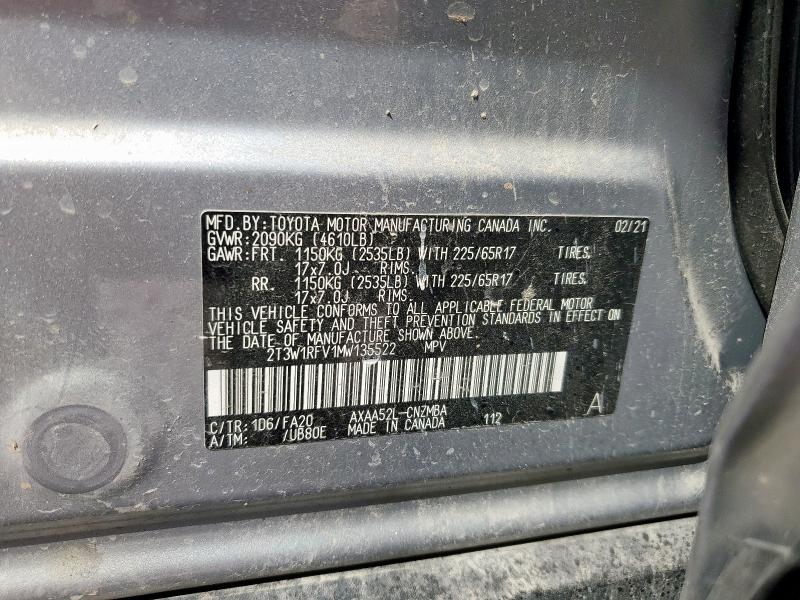 MFD.BY:TOYOTA MOTOR MANUFACTURING CANADA INC. 02/21
GVWR:2090KG (4610LB)
GAWR:FRT. 1150KG (2535LB) WITH 225/65R17 TIRES.
17x7.0J RIMS.
RR. 1150KG (2535LB) WITH 225/65R17 TIRES.
17x7.0J RIMS.
THIS VEHICLE CONFORMS TO ALL APPLICABLE FEDERAL MOTOR
VEHICLE SAFETY AND THEFT PREVENTION STANDARDS IN EFFECT ON
THE DATE OF MANUFACTURE SHOWN ABOVE.
2T3W1RFV1MW135522 MPV
A
C/TR:1D6/FA20 AXAA52L-CNZMBA
A/TM: /UB80E MADE IN CANADA 112